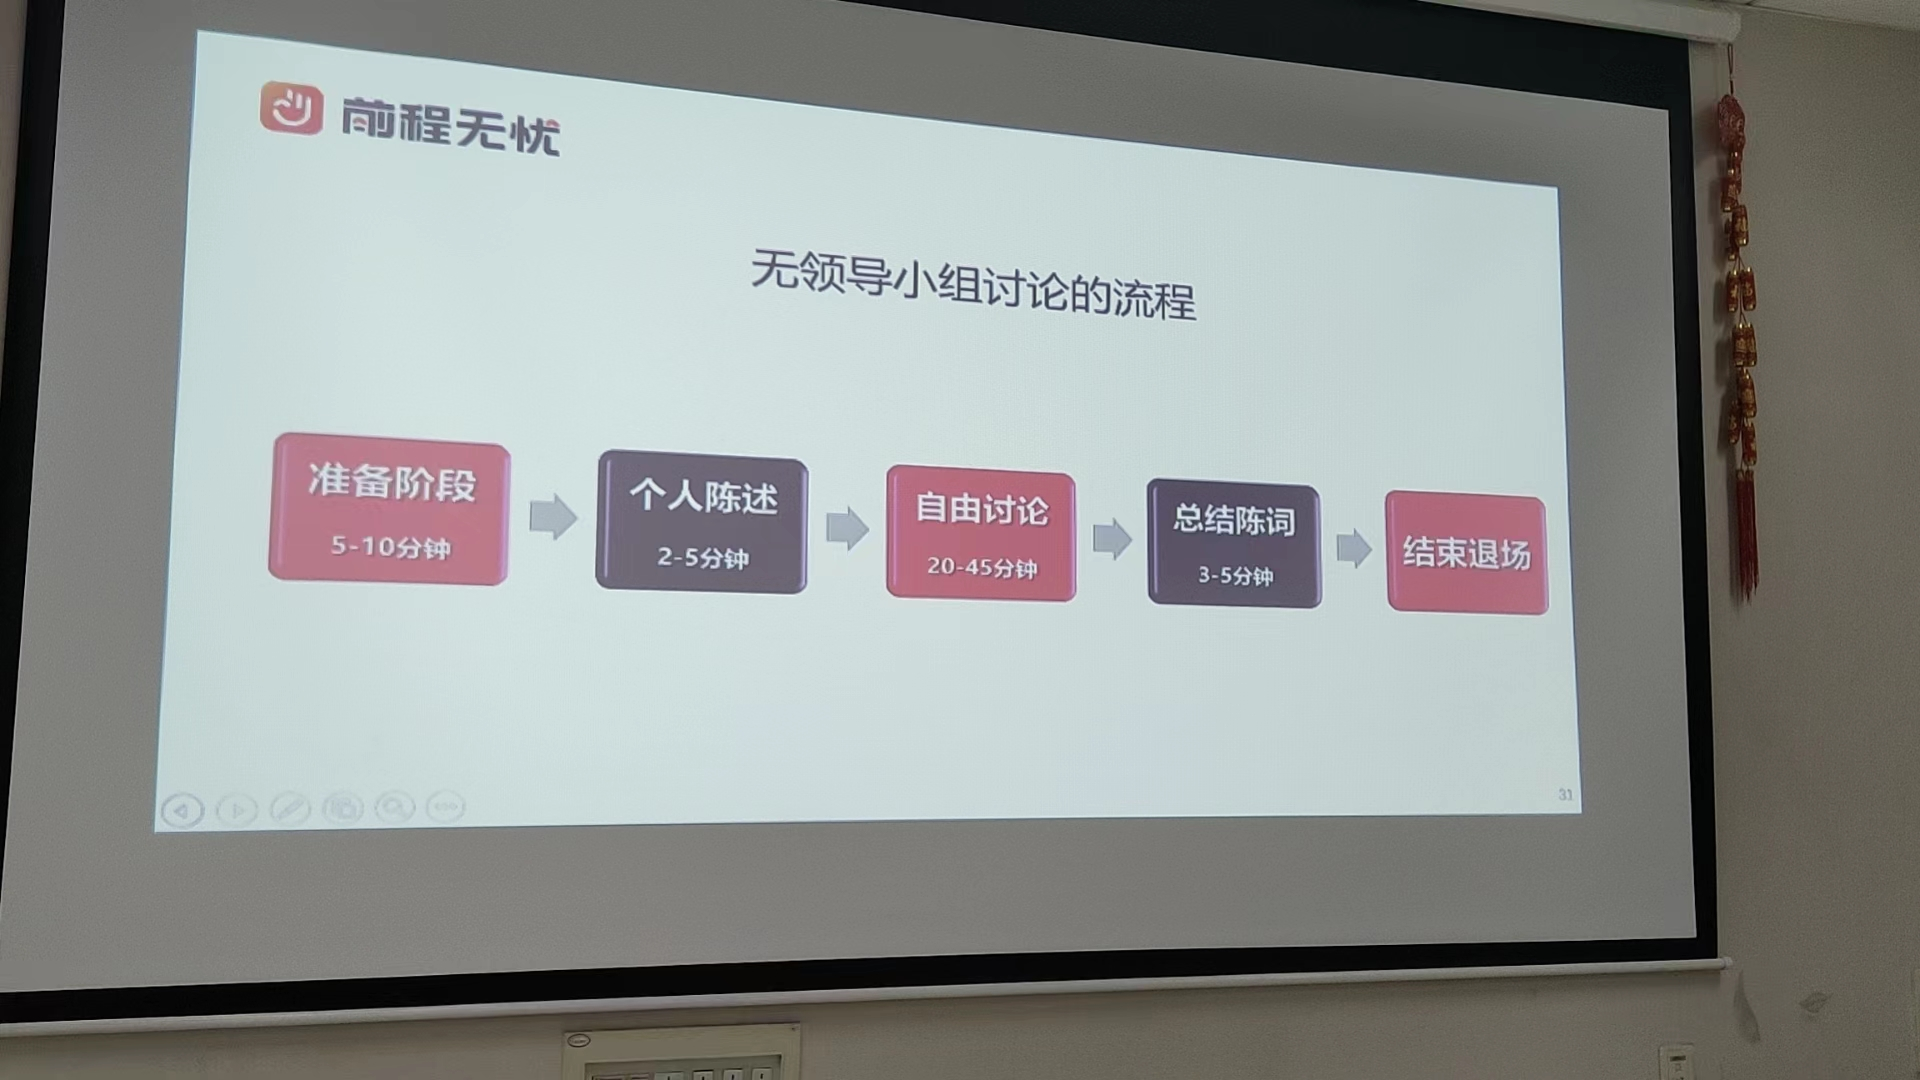 前程无忧
无领导小组讨论的流程
准备阶段
5-10分钟
个人陈述
2-5分钟
自由讨论
20-45分钟
总结陈词
3-5分钟
结束退场
31